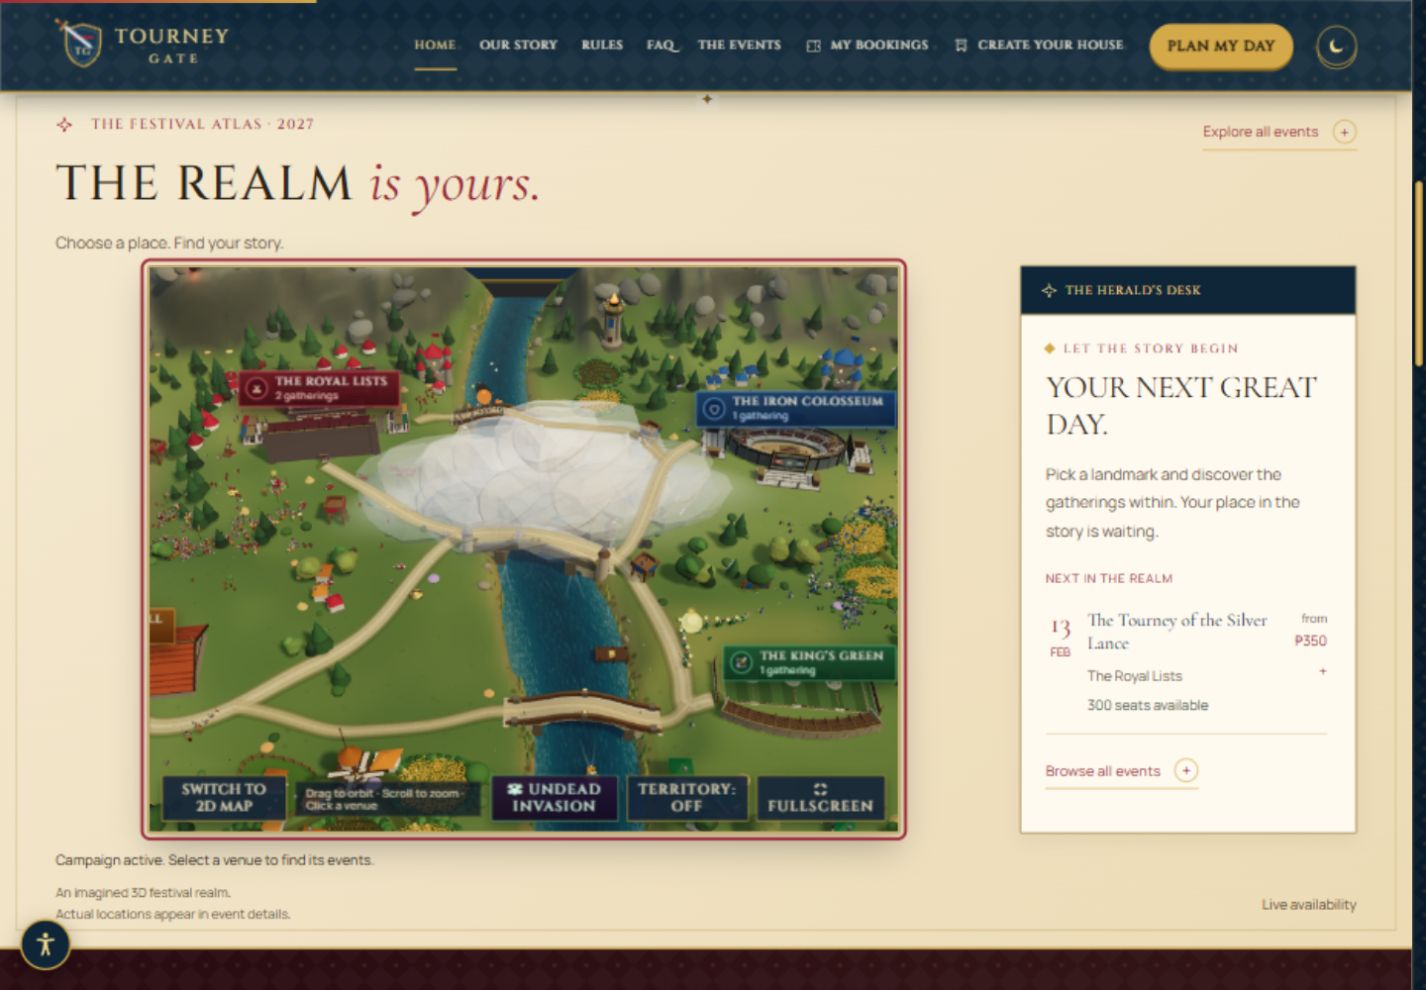 TG
TOURNEY
GATE
HOME
OUR STORY
RULES
FAQ
THE EVENTS
MY BOOKINGS
CREATE YOUR HOUSE
PLAN MY DAY
THE FESTIVAL ATLAS · 2027
Explore all events +
THE REALM is yours.
Choose a place. Find your story.
THE ROYAL LISTS
2 gatherings
THE IRON COLOSSEUM
1 gathering
LL
THE KING'S GREEN
1 gathering
SWITCH TO
2D MAP
Drag to orbit · Scroll to zoom ·
Click a venue
UNDEAD
INVASION
TERRITORY:
OFF
FULLSCREEN
THE HERALD'S DESK
LET THE STORY BEGIN
YOUR NEXT GREAT
DAY.
Pick a landmark and discover the
gatherings within. Your place in the
story is waiting.
NEXT IN THE REALM
13
FEB
The Tourney of the Silver
Lance
from
₱350
The Royal Lists
+
300 seats available
Browse all events +
Campaign active. Select a venue to find its events.
An imagined 3D festival realm.
Actual locations appear in event details.
Live availability